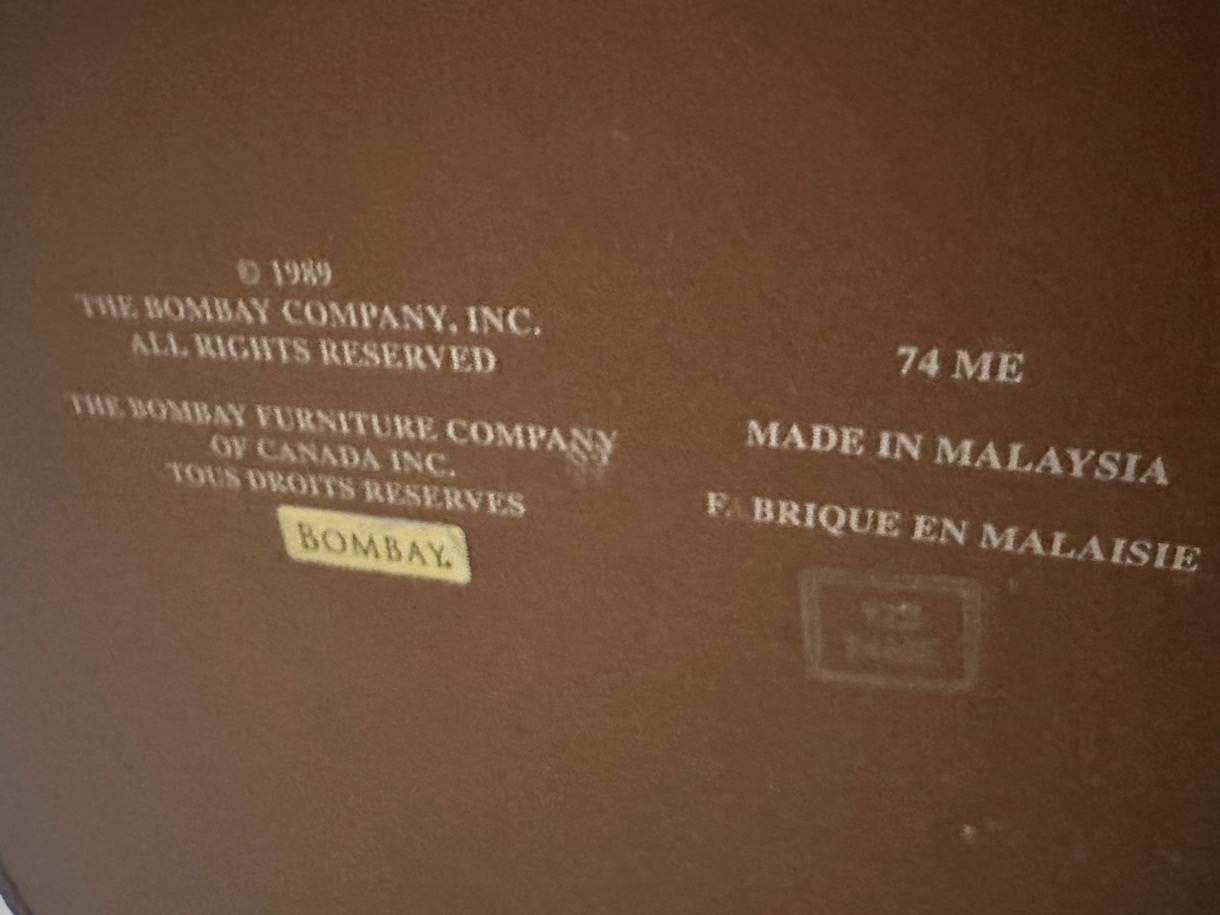 © 1989
THE BOMBAY COMPANY, INC.
ALL RIGHTS RESERVED
THE BOMBAY FURNITURE COMPANY
OF CANADA INC.
TOUS DROITS RESERVES
BOMBAY.
74 ME
MADE IN MALAYSIA
F BRIQUE EN MALAISIE